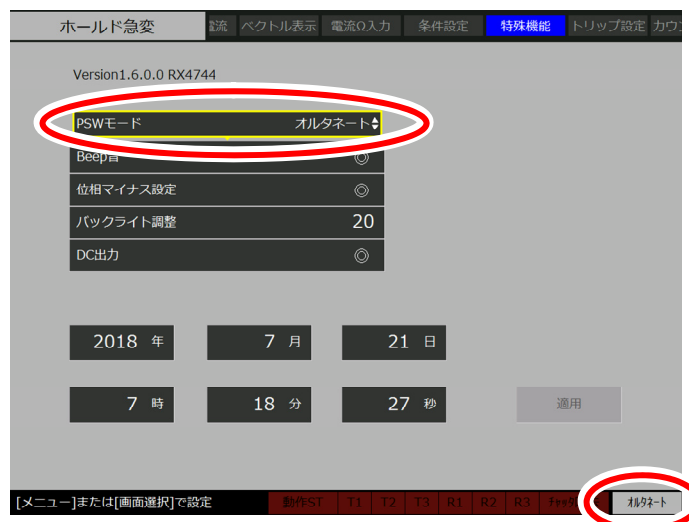 ホールド急変 電流 ベクトル表示 電流Ω入力 条件設定 特殊機能 トリップ設定 カウ
Version1.6.0.0 RX4744
PSWモード オルタネート
Beep音 ◎
位相マイナス設定 ◎
バックライト調整 20
DC出力 ◎
2018 年 7 月 21 日
7 時 18 分 27 秒 適用
[メニュー]または[画面選択]で設定 動作ST T1 T2 T3 R1 R2 R3 ｵﾙﾀﾈｰﾄ